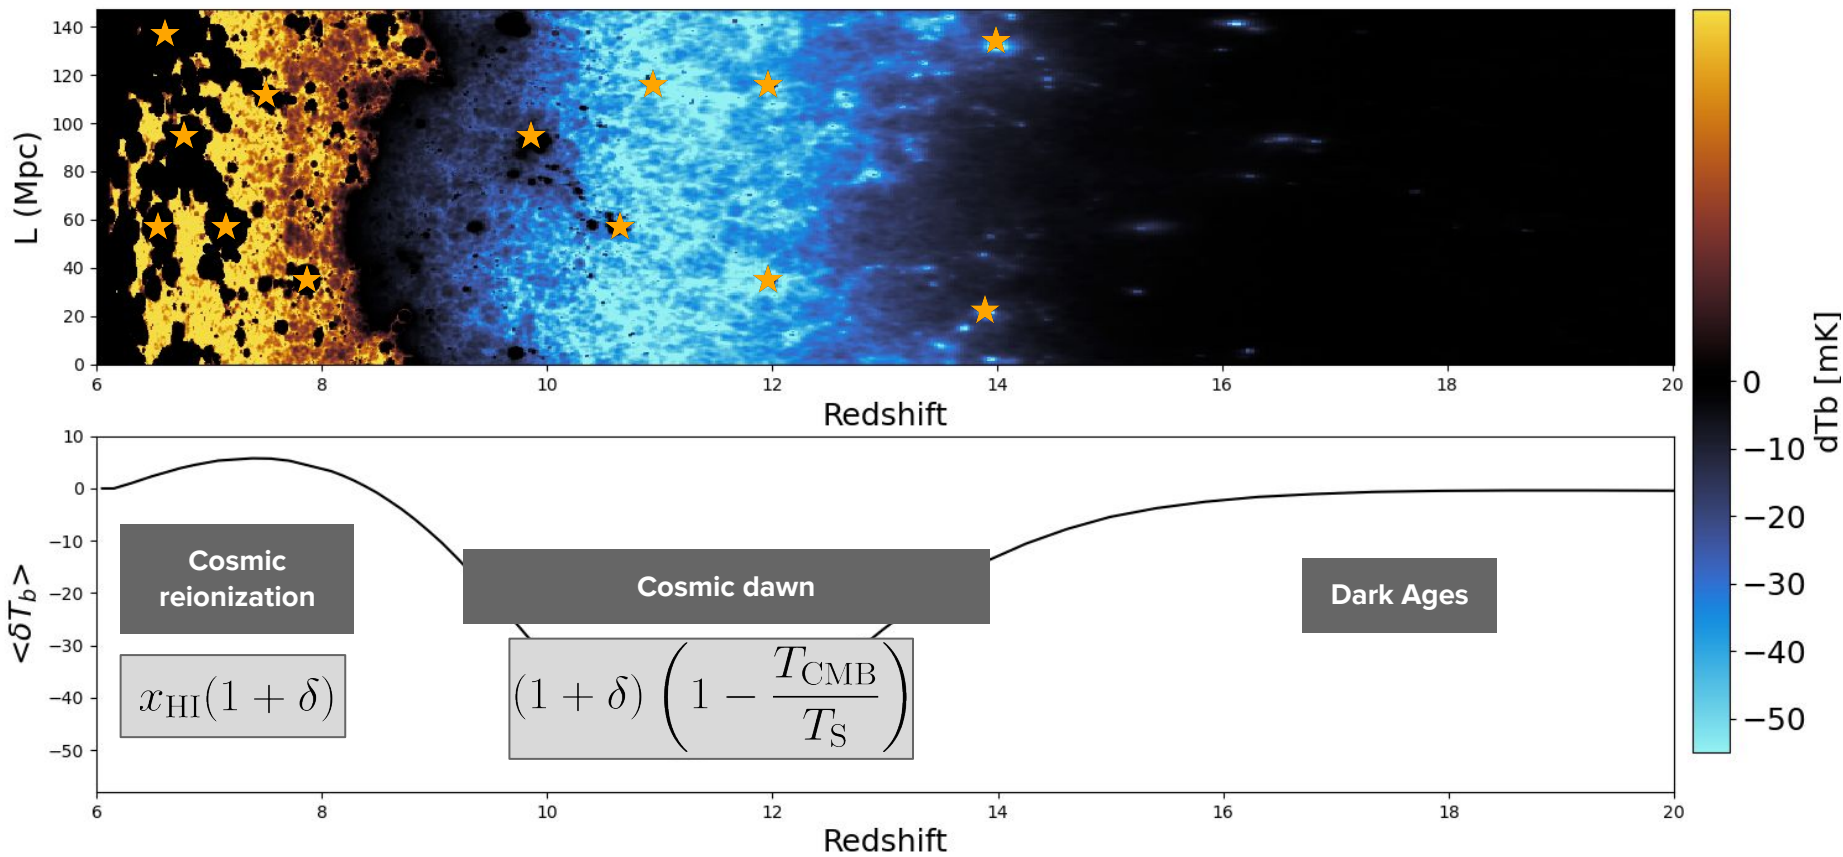 140
120
100
80
60
40
20
0
L (Mpc)
6 8 10 12 14 16 18 20
Redshift
0
−10
−20
−30
−40
−50
dTb [mK]
10
0
−10
−20
−30
−40
−50
<δT_b>
Cosmic
reionization
Cosmic dawn
Dark Ages
x_HI(1 + δ)
(1 + δ) (1 − T_CMB/T_S)
6 8 10 12 14 16 18 20
Redshift